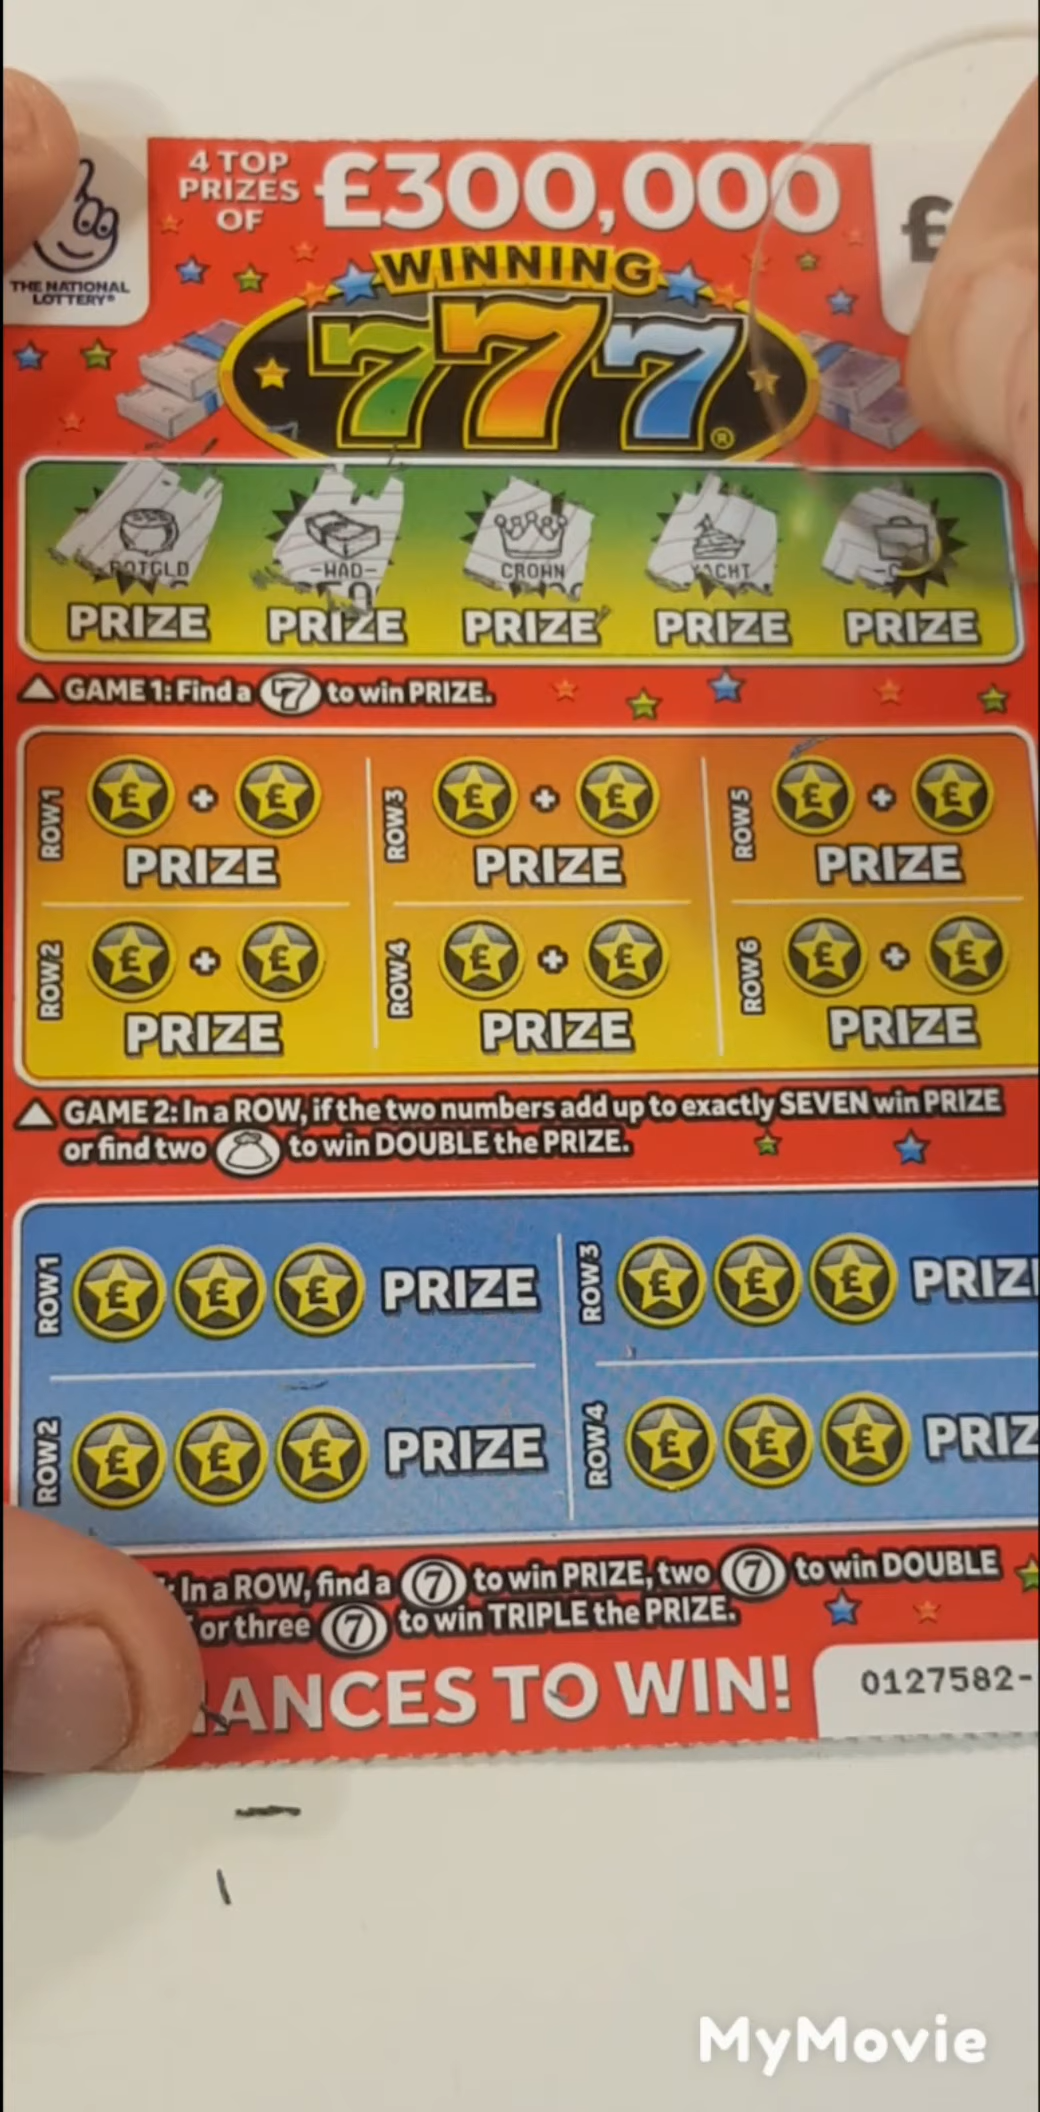 4 TOP
PRIZES
OF
£300,000
£
THE NATIONAL
LOTTERY®
WINNING
777®
POTGLD
-WAD-
CROWN
YACHT
PRIZE PRIZE PRIZE PRIZE PRIZE
GAME 1: Find a 7 to win PRIZE.
ROW 1 £ + £ PRIZE
ROW 3 £ + £ PRIZE
ROW 5 £ + £ PRIZE
ROW 2 £ + £ PRIZE
ROW 4 £ + £ PRIZE
ROW 6 £ + £ PRIZE
GAME 2: In a ROW, if the two numbers add up to exactly SEVEN win PRIZE
or find two to win DOUBLE the PRIZE.
ROW 1 £ £ £ PRIZE
ROW 3 £ £ £ PRIZ
ROW 2 £ £ £ PRIZE
ROW 4 £ £ £ PRIZ
In a ROW, find a 7 to win PRIZE, two 7 to win DOUBLE
or three 7 to win TRIPLE the PRIZE.
ANCES TO WIN!
0127582-
MyMovie